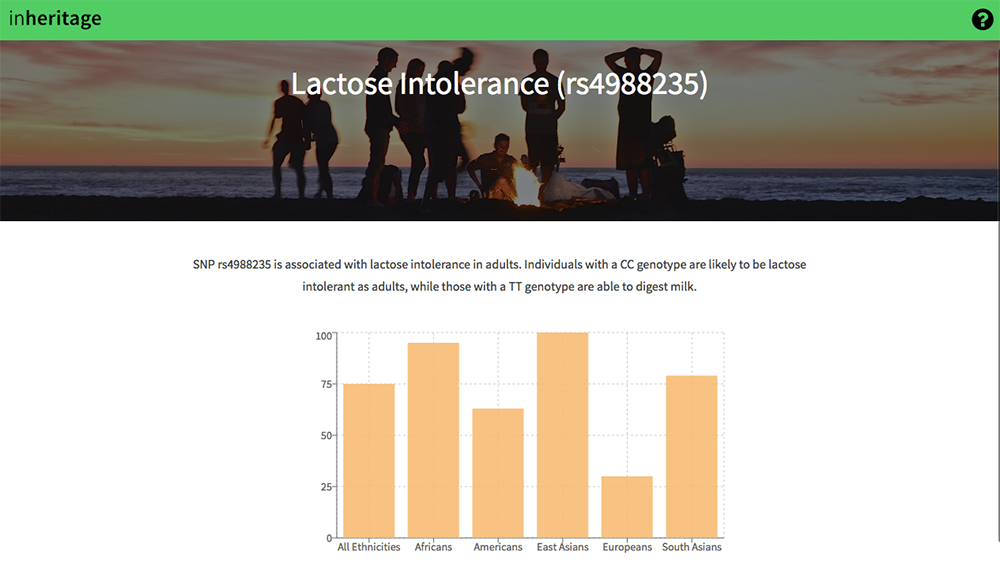 inheritage
?
Lactose Intolerance (rs4988235)
SNP rs4988235 is associated with lactose intolerance in adults. Individuals with a CC genotype are likely to be lactose
intolerant as adults, while those with a TT genotype are able to digest milk.
100
75
50
25
0
All Ethnicities Africans Americans East Asians Europeans South Asians